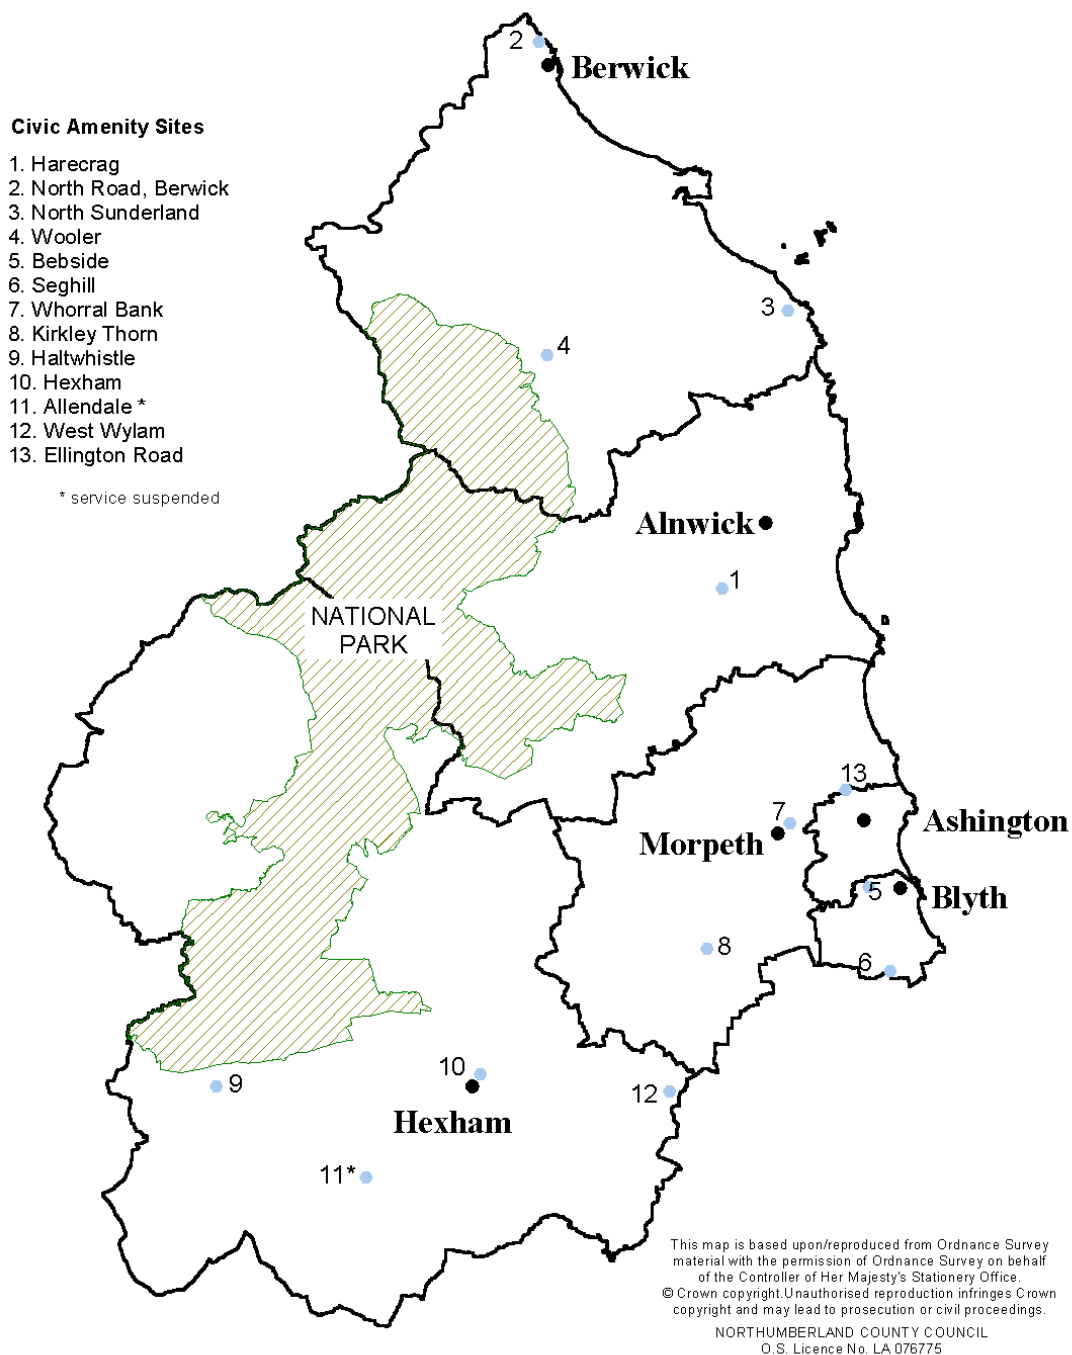 2
Berwick
Civic Amenity Sites
1. Harecrag
2. North Road, Berwick
3. North Sunderland
4. Wooler
5. Bebside
6. Seghill
7. Whorral Bank
8. Kirkley Thorn
9. Haltwhistle
10. Hexham
11. Allendale *
12. West Wylam
13. Ellington Road
* service suspended
3
4
Alnwick
1
NATIONAL
PARK
13
7
Ashington
Morpeth
5
Blyth
8
6
10
9
12
Hexham
11*
This map is based upon/reproduced from Ordnance Survey
material with the permission of Ordnance Survey on behalf
of the Controller of Her Majesty's Stationery Office.
© Crown copyright.Unauthorised reproduction infringes Crown
copyright and may lead to prosecution or civil proceedings.
NORTHUMBERLAND COUNTY COUNCIL
O.S. Licence No. LA 076775